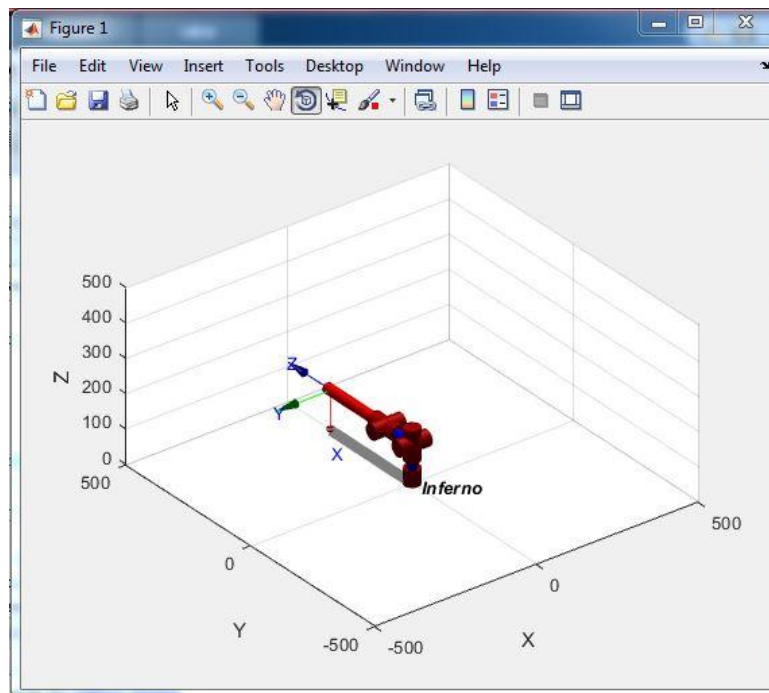 Figure 1
File Edit View Insert Tools Desktop Window Help
500
400
300
200
100
0
Z
500
0
-500
Y
-500
0
500
X
Z
Y
X
Inferno